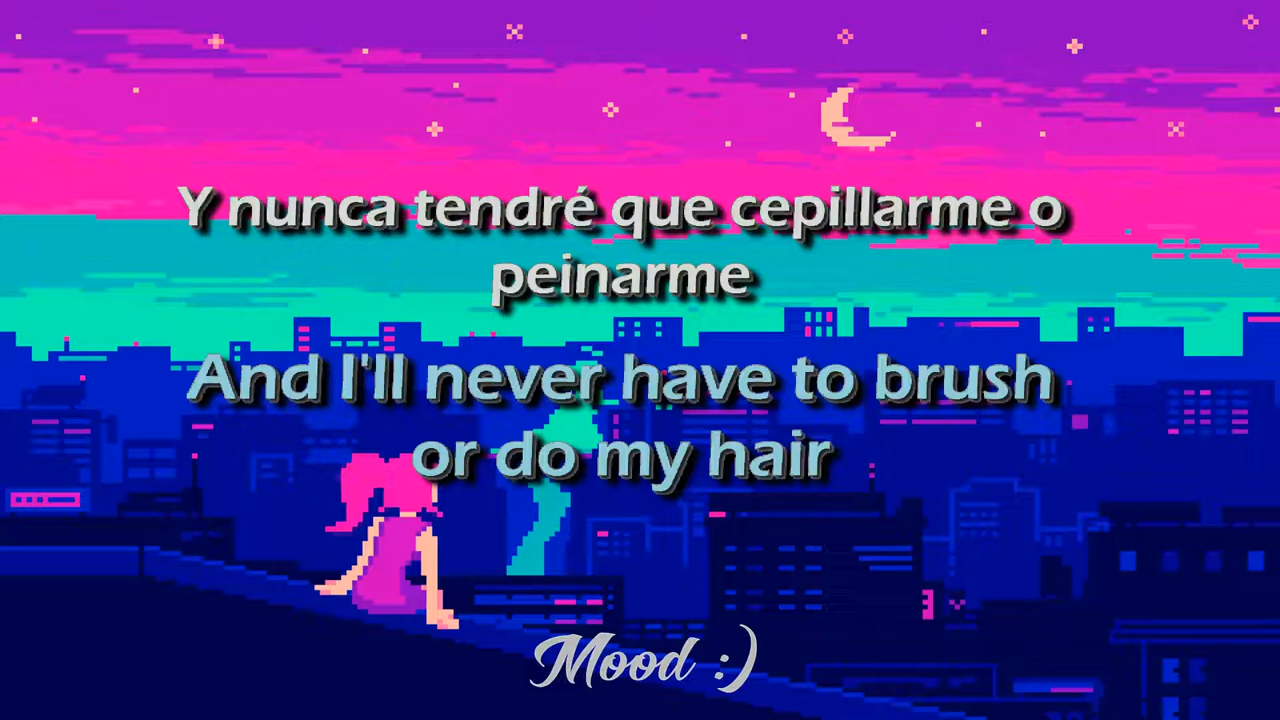 Y nunca tendré que cepillarme o
peinarme
And I'll never have to brush
or do my hair
Mood :)